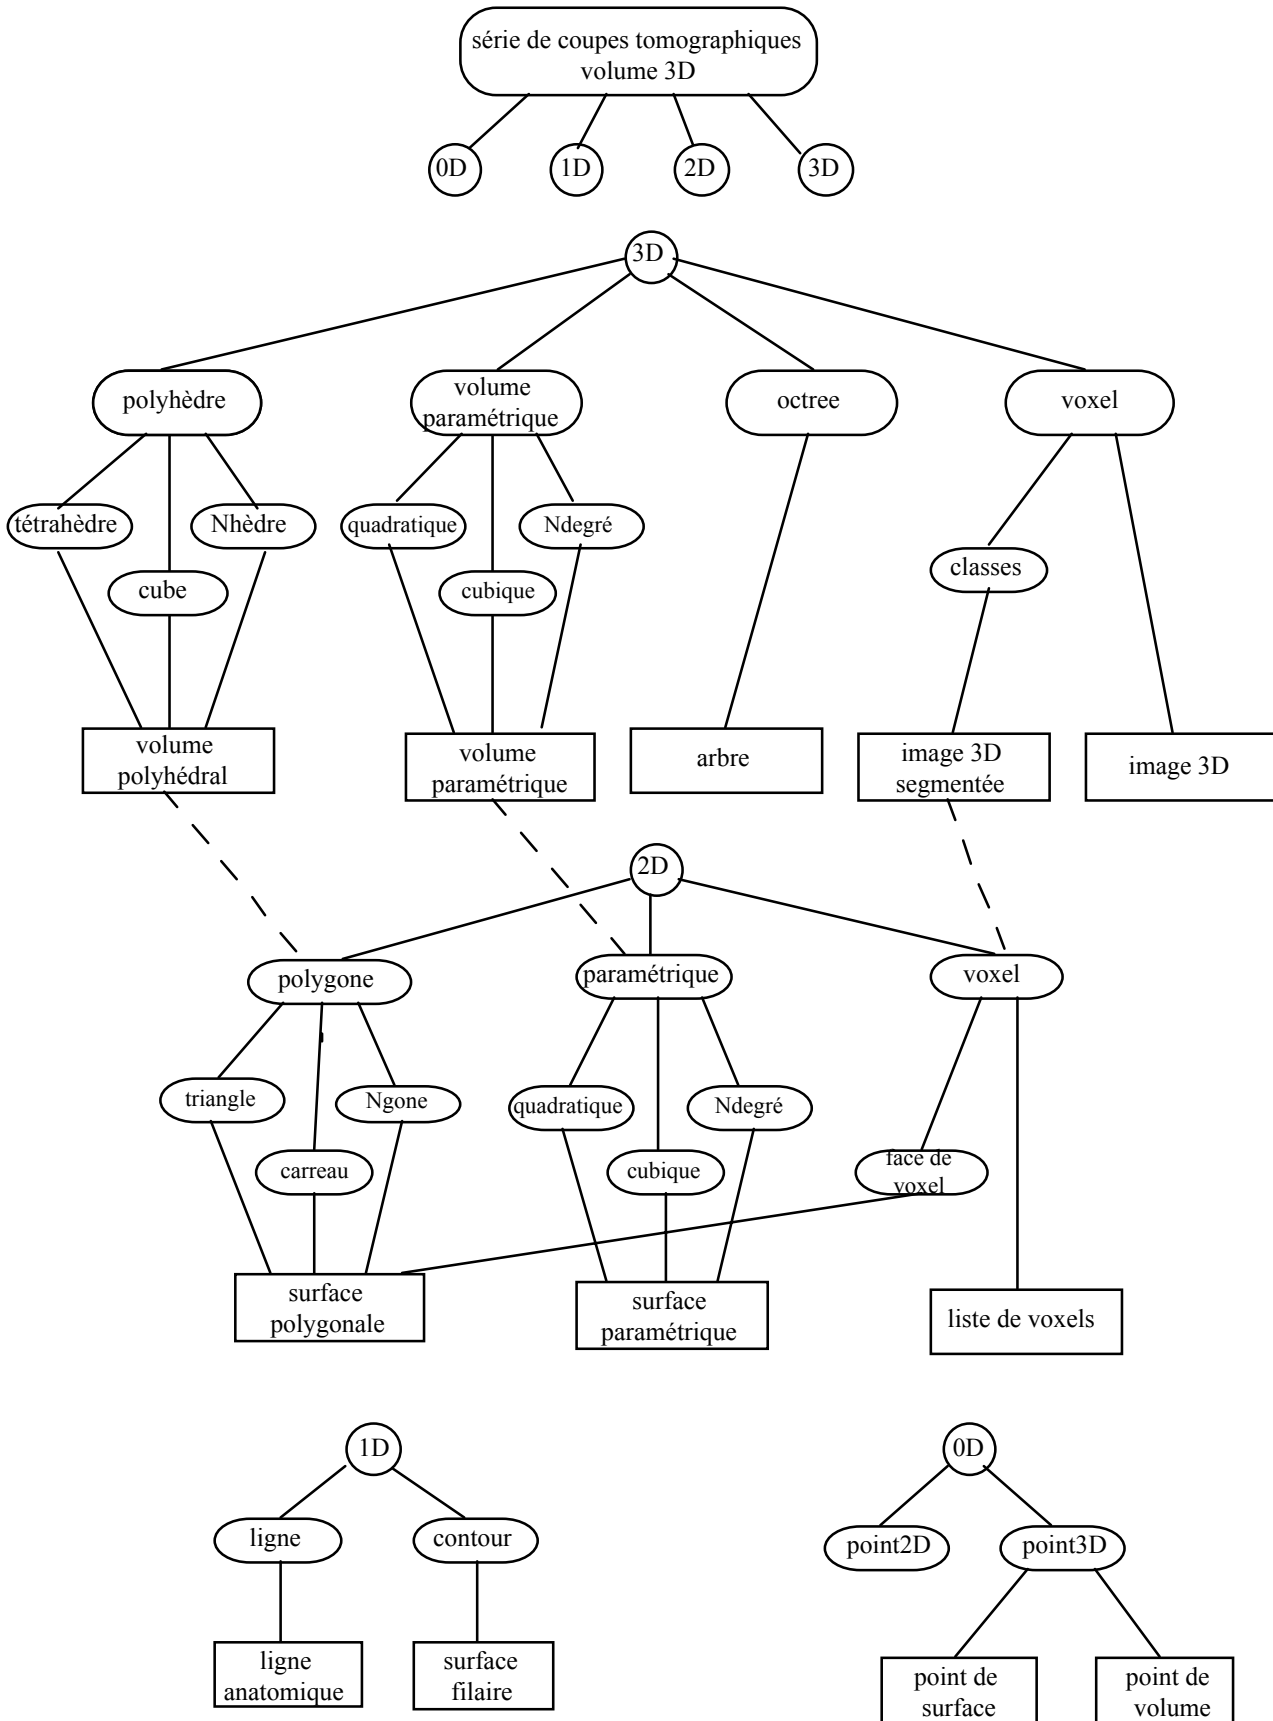 série de coupes tomographiques
volume 3D
0D
1D
2D
3D
3D
polyhèdre
volume
paramétrique
octree
voxel
tétrahèdre
Nhèdre
quadratique
Ndegré
cube
cubique
classes
volume
polyhédral
volume
paramétrique
arbre
image 3D
segmentée
image 3D
2D
polygone
paramétrique
voxel
triangle
Ngone
quadratique
Ndegré
carreau
cubique
face de
voxel
surface
polygonale
surface
paramétrique
liste de voxels
1D
0D
ligne
contour
point2D
point3D
ligne
anatomique
surface
filaire
point de
surface
point de
volume